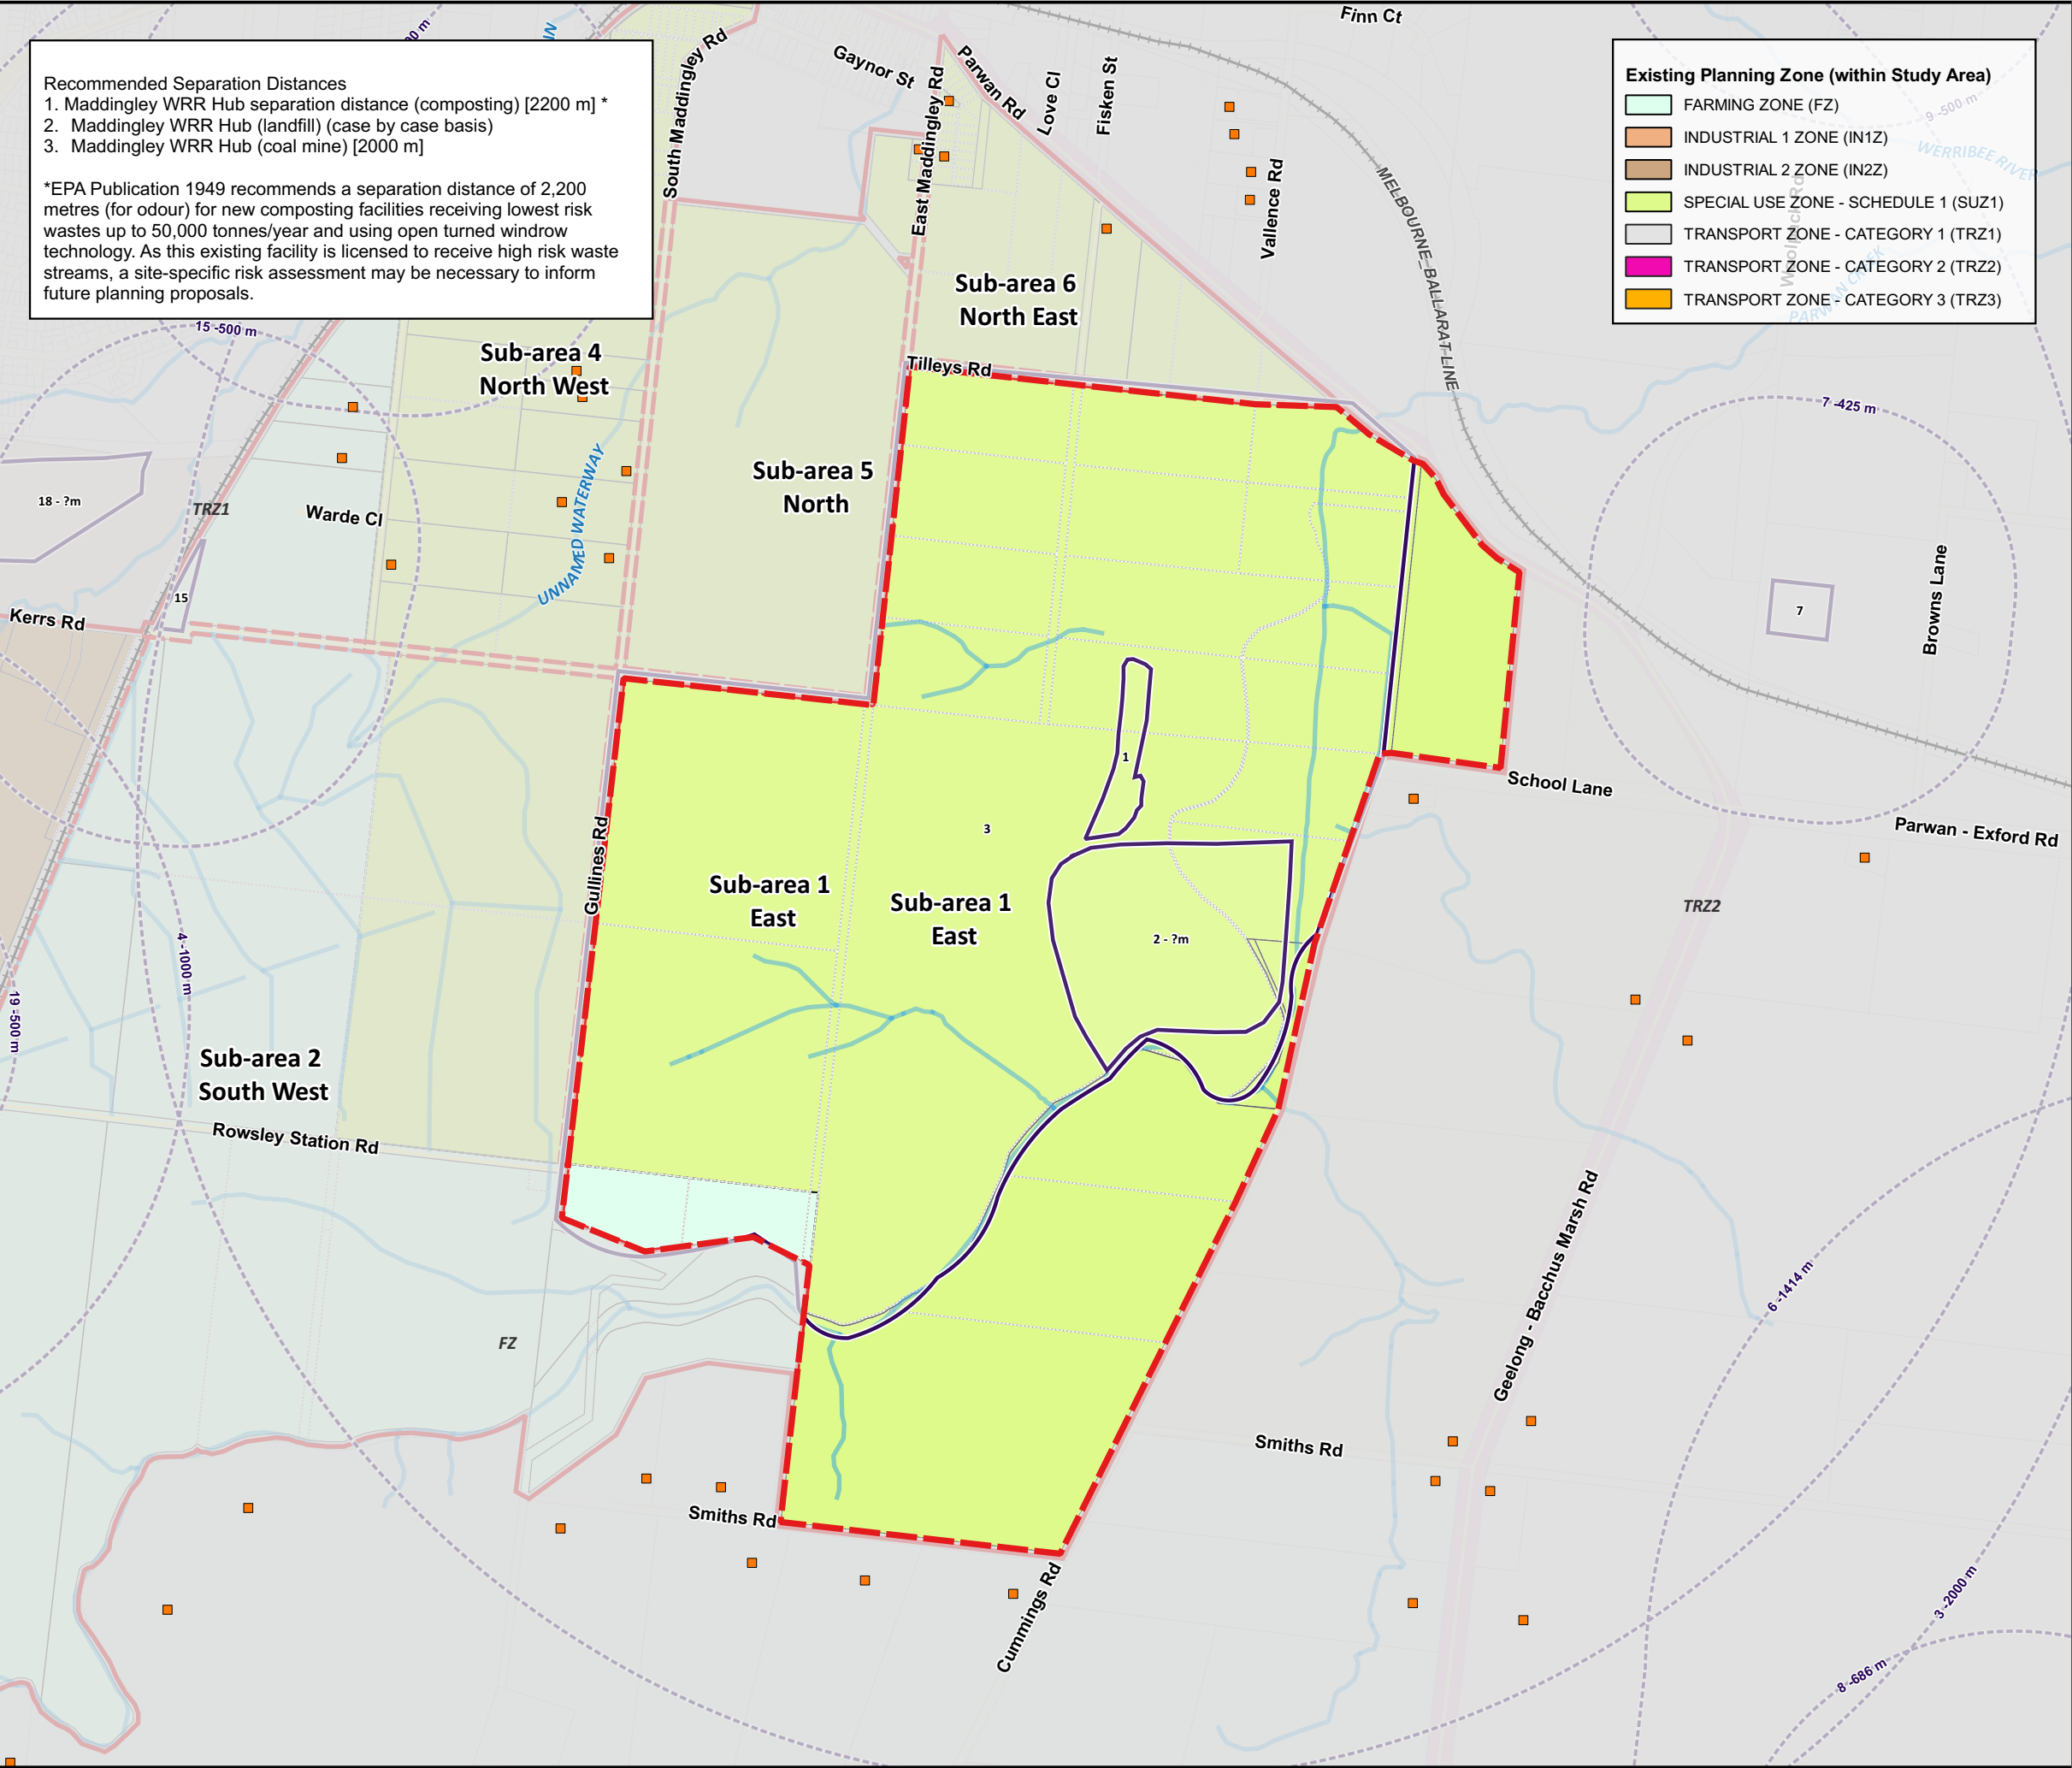 Recommended Separation Distances
1. Maddingley WRR Hub separation distance (composting) [2200 m] *
2. Maddingley WRR Hub (landfill) (case by case basis)
3. Maddingley WRR Hub (coal mine) [2000 m]
*EPA Publication 1949 recommends a separation distance of 2,200
metres (for odour) for new composting facilities receiving lowest risk
wastes up to 50,000 tonnes/year and using open turned windrow
technology. As this existing facility is licensed to receive high risk waste
streams, a site-specific risk assessment may be necessary to inform
future planning proposals.
Existing Planning Zone (within Study Area)
FARMING ZONE (FZ)
INDUSTRIAL 1 ZONE (IN1Z)
INDUSTRIAL 2 ZONE (IN2Z)
SPECIAL USE ZONE - SCHEDULE 1 (SUZ1)
TRANSPORT ZONE - CATEGORY 1 (TRZ1)
TRANSPORT ZONE - CATEGORY 2 (TRZ2)
TRANSPORT ZONE - CATEGORY 3 (TRZ3)
9 -500 m
WERRIBEE RIVER
PARWAN CREEK
Finn Ct
Gaynor St
South Maddingley Rd
East Maddingley Rd
Parwan Rd
Love Cl
Fisken St
Vallence Rd
MELBOURNE-BALLARAT LINE
15 -500 m
Sub-area 4
North West
Sub-area 6
North East
Tilleys Rd
Sub-area 5
North
7 -425 m
18 - ?m
TRZ1
Warde Cl
UNNAMED WATERWAY
15
Kerrs Rd
7
Browns Lane
1
School Lane
3
Parwan - Exford Rd
Gullines Rd
Sub-area 1
East
Sub-area 1
East
2 - ?m
TRZ2
4 -1000 m
19 -500 m
Sub-area 2
South West
Rowsley Station Rd
6 -1414 m
Geelong - Bacchus Marsh Rd
FZ
Smiths Rd
Smiths Rd
Cummings Rd
3 -2000 m
8 -686 m